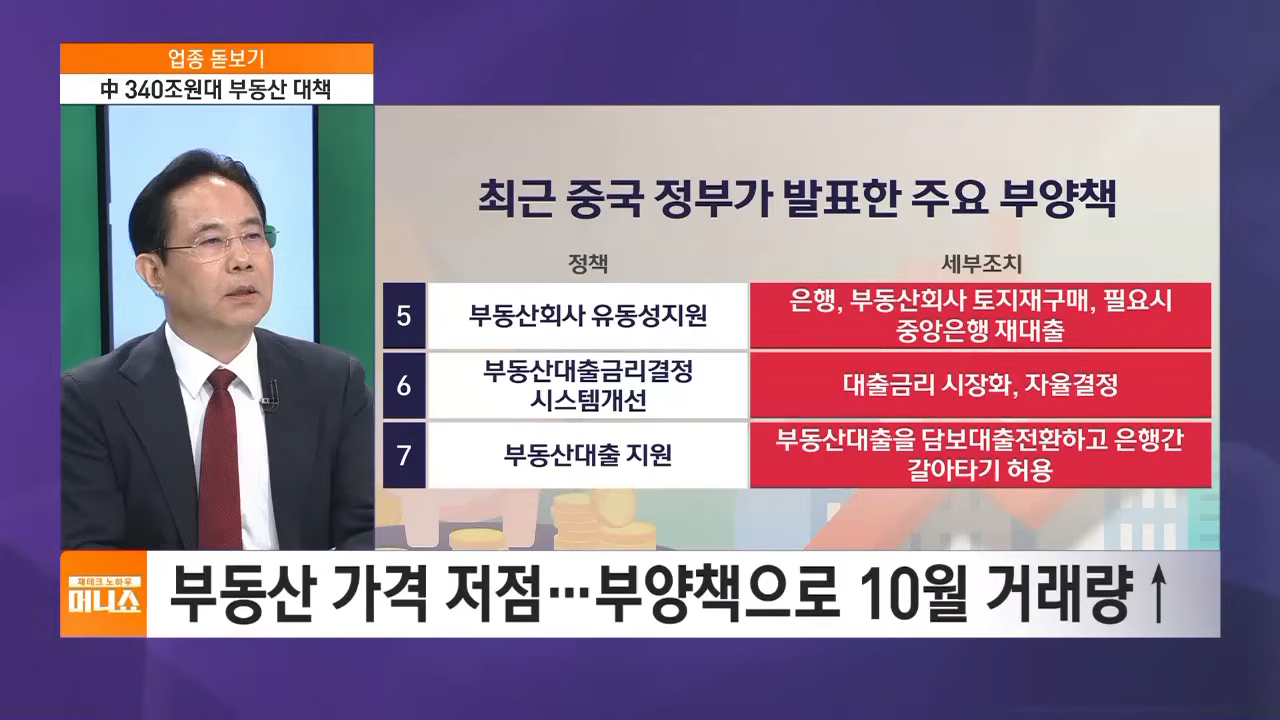 업종 돋보기
中 340조원대 부동산 대책
최근 중국 정부가 발표한 주요 부양책
정책
세부조치
5
부동산회사 유동성지원
은행, 부동산회사 토지재구매, 필요시
중앙은행 재대출
6
부동산대출금리결정
시스템개선
대출금리 시장화, 자율결정
7
부동산대출 지원
부동산대출을 담보대출전환하고 은행간
갈아타기 허용
재테크 노하우
머니쇼
부동산 가격 저점…부양책으로 10월 거래량↑